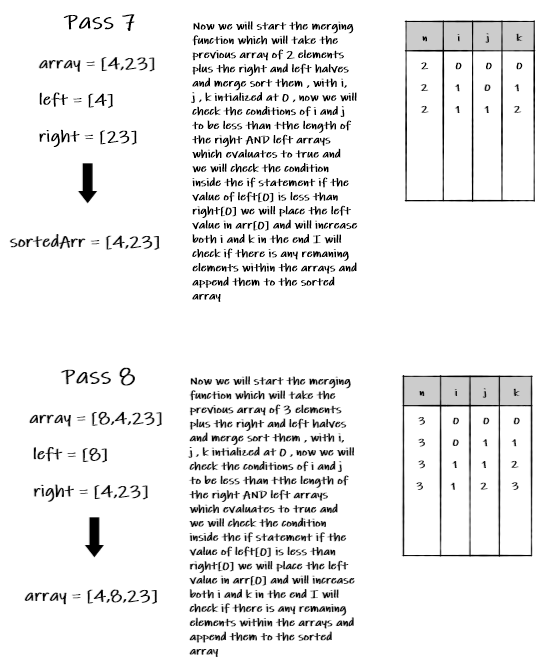 Pass 7
array = [4,23]
left = [4]
right = [23]
sortedArr = [4,23]
Now we will start the merging
function which will take the
previous array of 2 elements
plus the right and left halves
and merge sort them , with i,
j , k intialized at 0 , now we will
check the conditions of i and j
to be less than tthe length of
the right AND left arrays
which evaluates to true and
we will check the condition
inside the if statement if the
value of left[0] is less than
right[0] we will place the left
value in arr[0] and will increase
both i and k in the end I will
check if there is any remaning
elements within the arrays and
append them to the sorted
array
n i j k
2 0 0 0
2 1 0 1
2 1 1 2
Pass 8
array = [8,4,23]
left = [8]
right = [4,23]
array = [4,8,23]
Now we will start the merging
function which will take the
previous array of 3 elements
plus the right and left halves
and merge sort them , with i,
j , k intialized at 0 , now we will
check the conditions of i and j
to be less than tthe length of
the right AND left arrays
which evaluates to true and
we will check the condition
inside the if statement if the
value of left[0] is less than
right[0] we will place the left
value in arr[0] and will increase
both i and k in the end I will
check if there is any remaning
elements within the arrays and
append them to the sorted
array
n i j k
3 0 0 0
3 0 1 1
3 1 1 2
3 1 2 3